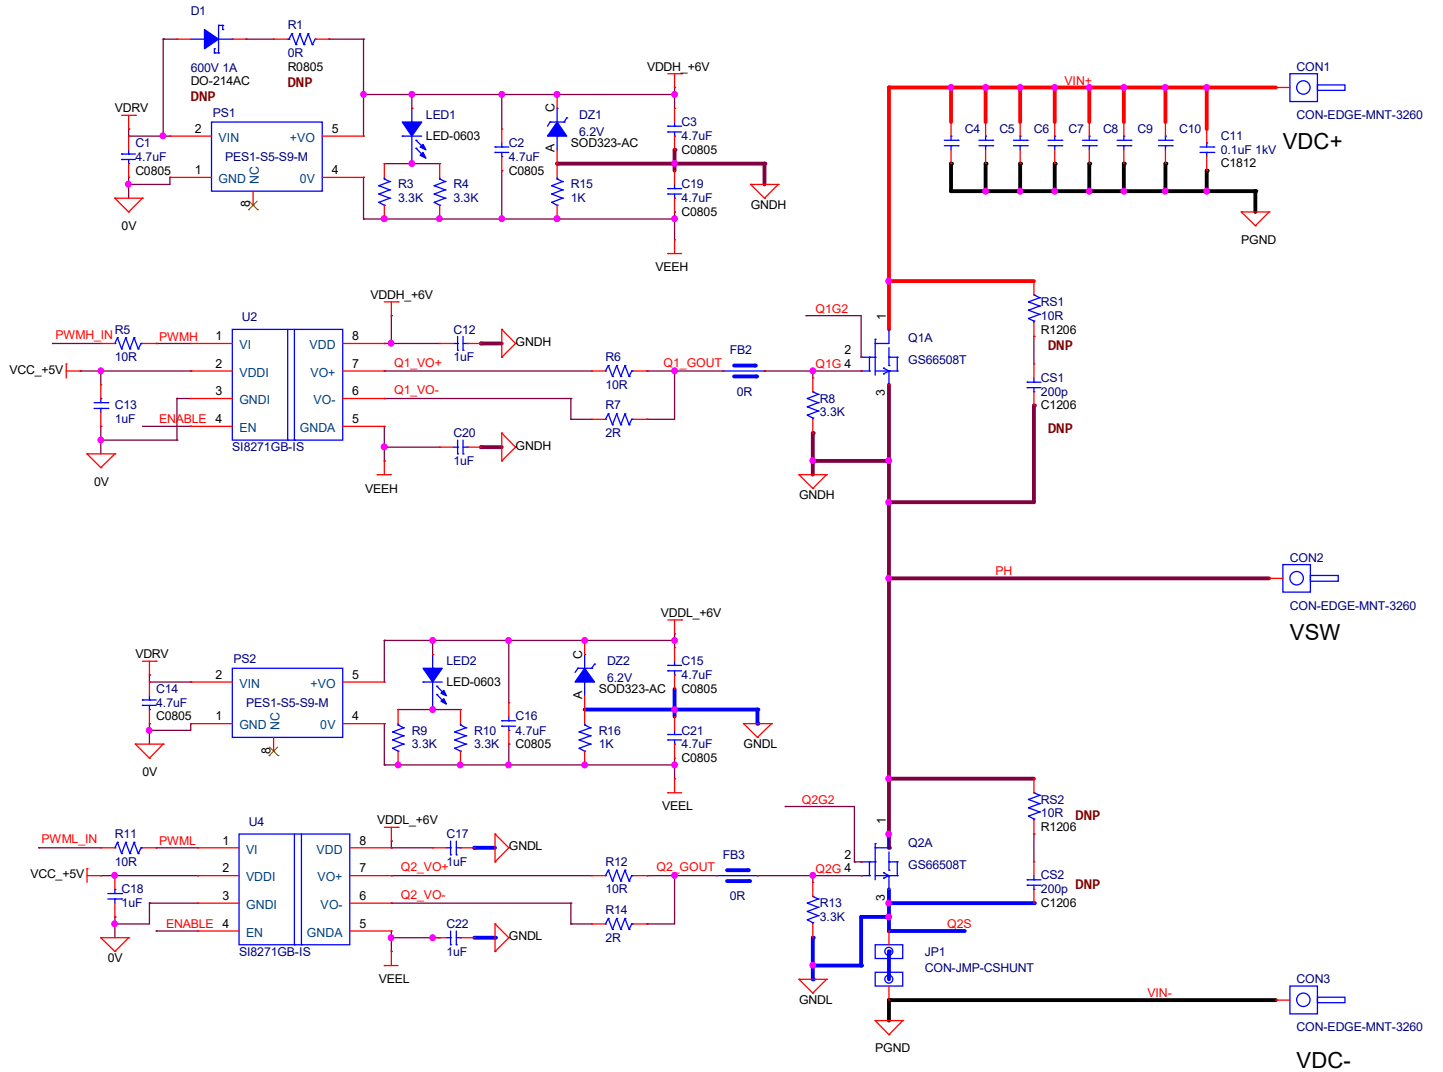 D1
R1
0R
R0805
DNP
600V 1A
DO-214AC
DNP
VDRV
PS1
2
VIN
+VO
5
PES1-S5-S9-M
1
GND
NC
0V
4
8
C1
4.7uF
C0805
0V
LED1
LED-0603
R3
3.3K
R4
3.3K
C2
4.7uF
C0805
C
A
DZ1
6.2V
SOD323-AC
R15
1K
VDDH_+6V
C3
4.7uF
C0805
C19
4.7uF
C0805
GNDH
VEEH
VIN+
CON1
CON-EDGE-MNT-3260
VDC+
C4
C5
C6
C7
C8
C9
C10
C11
0.1uF 1kV
C1812
PGND
PWMH_IN
R5
10R
PWMH
VCC_+5V
C13
1uF
0V
ENABLE
U2
1
VI
2
VDDI
3
GNDI
4
EN
VDD
8
VO+
7
VO-
6
GNDA
5
SI8271GB-IS
VDDH_+6V
C12
1uF
GNDH
Q1_VO+
Q1_VO-
C20
1uF
GNDH
VEEH
R6
10R
R7
2R
Q1_GOUT
FB2
0R
Q1G2
Q1G
2
4
1
3
Q1A
GS66508T
R8
3.3K
GNDH
RS1
10R
R1206
DNP
CS1
200p
C1206
DNP
PH
CON2
CON-EDGE-MNT-3260
VSW
VDRV
PS2
2
VIN
+VO
5
PES1-S5-S9-M
1
GND
NC
0V
4
8
C14
4.7uF
C0805
0V
LED2
LED-0603
R9
3.3K
R10
3.3K
C16
4.7uF
C0805
C
A
DZ2
6.2V
SOD323-AC
R16
1K
VDDL_+6V
C15
4.7uF
C0805
C21
4.7uF
C0805
GNDL
VEEL
PWML_IN
R11
10R
PWML
VCC_+5V
C18
1uF
0V
ENABLE
U4
1
VI
2
VDDI
3
GNDI
4
EN
VDD
8
VO+
7
VO-
6
GNDA
5
SI8271GB-IS
VDDL_+6V
C17
1uF
GNDL
Q2_VO+
Q2_VO-
C22
1uF
GNDL
VEEL
R12
10R
R14
2R
Q2_GOUT
FB3
0R
Q2G2
Q2G
2
4
1
3
Q2A
GS66508T
R13
3.3K
GNDL
RS2
10R
R1206
DNP
CS2
200p
C1206
DNP
Q2S
JP1
CON-JMP-CSHUNT
PGND
VIN-
CON3
CON-EDGE-MNT-3260
VDC-